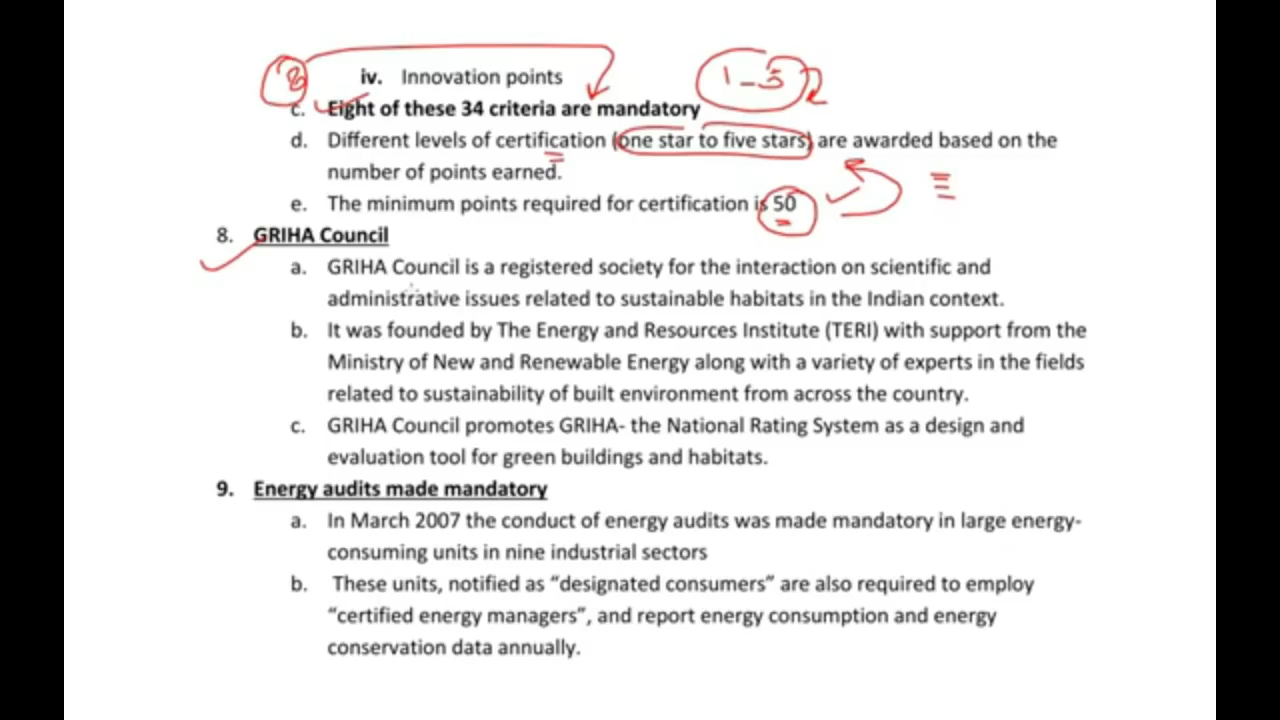 8
iv. Innovation points
1-5
c. Eight of these 34 criteria are mandatory
d. Different levels of certification (one star to five stars) are awarded based on the
number of points earned.
e. The minimum points required for certification is 50
8. GRIHA Council
a. GRIHA Council is a registered society for the interaction on scientific and
administrative issues related to sustainable habitats in the Indian context.
b. It was founded by The Energy and Resources Institute (TERI) with support from the
Ministry of New and Renewable Energy along with a variety of experts in the fields
related to sustainability of built environment from across the country.
c. GRIHA Council promotes GRIHA- the National Rating System as a design and
evaluation tool for green buildings and habitats.
9. Energy audits made mandatory
a. In March 2007 the conduct of energy audits was made mandatory in large energy-
consuming units in nine industrial sectors
b. These units, notified as “designated consumers” are also required to employ
“certified energy managers”, and report energy consumption and energy
conservation data annually.